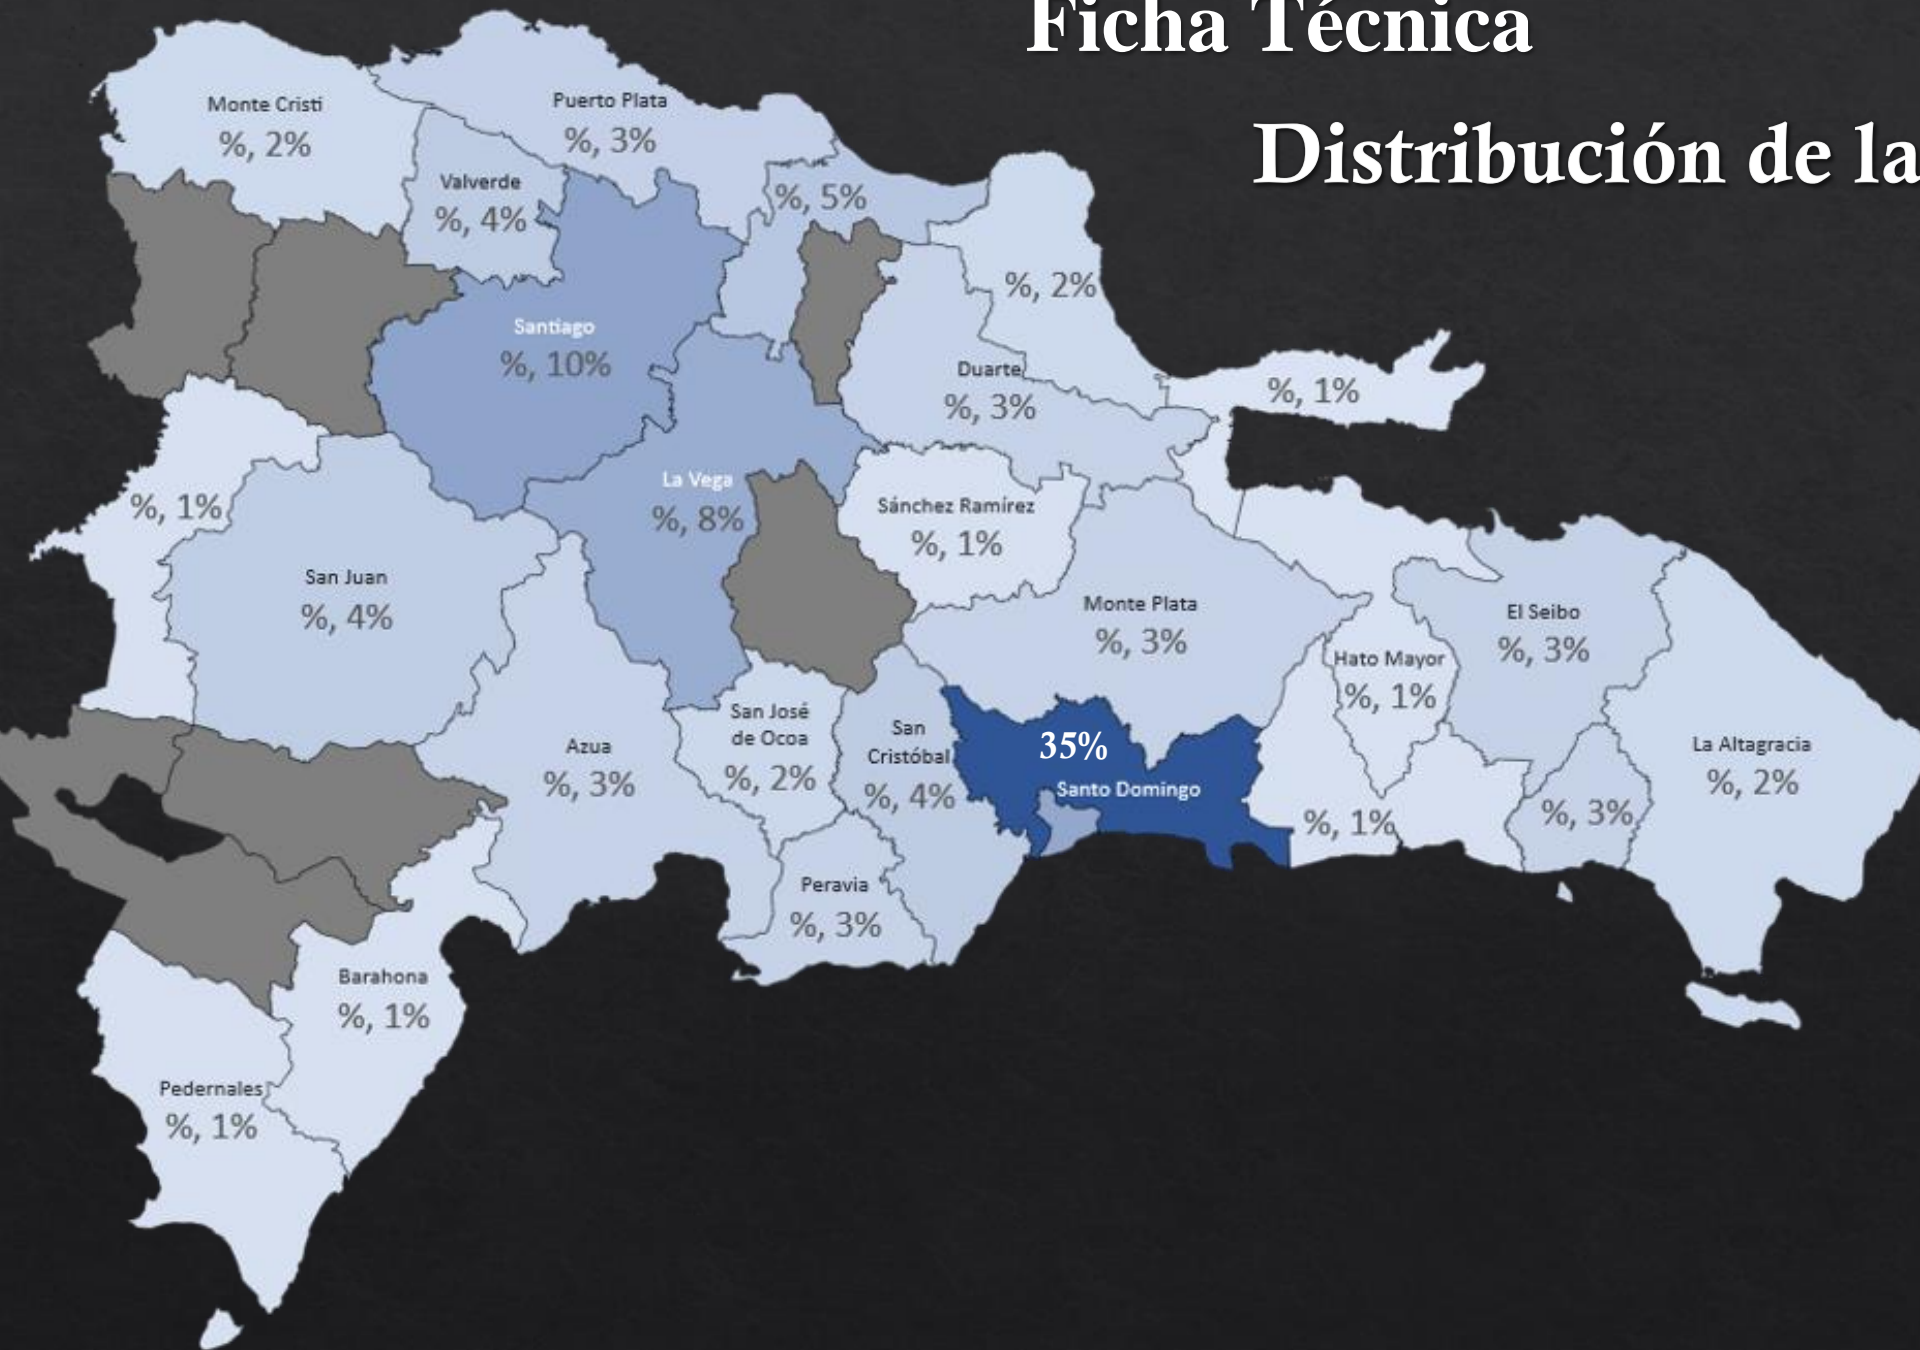 Ficha Técnica
Distribución de la
Monte Cristi
%, 2%
Puerto Plata
%, 3%
Valverde
%, 4%
%, 5%
%, 2%
Santiago
%, 10%
Duarte
%, 3%
%, 1%
La Vega
%, 8%
Sánchez Ramírez
%, 1%
%, 1%
San Juan
%, 4%
Monte Plata
%, 3%
El Seibo
%, 3%
Hato Mayor
%, 1%
San José
de Ocoa
%, 2%
San
Cristóbal
%, 4%
35%
Santo Domingo
Azua
%, 3%
La Altagracia
%, 2%
%, 1%
%, 3%
Peravia
%, 3%
Barahona
%, 1%
Pedernales
%, 1%